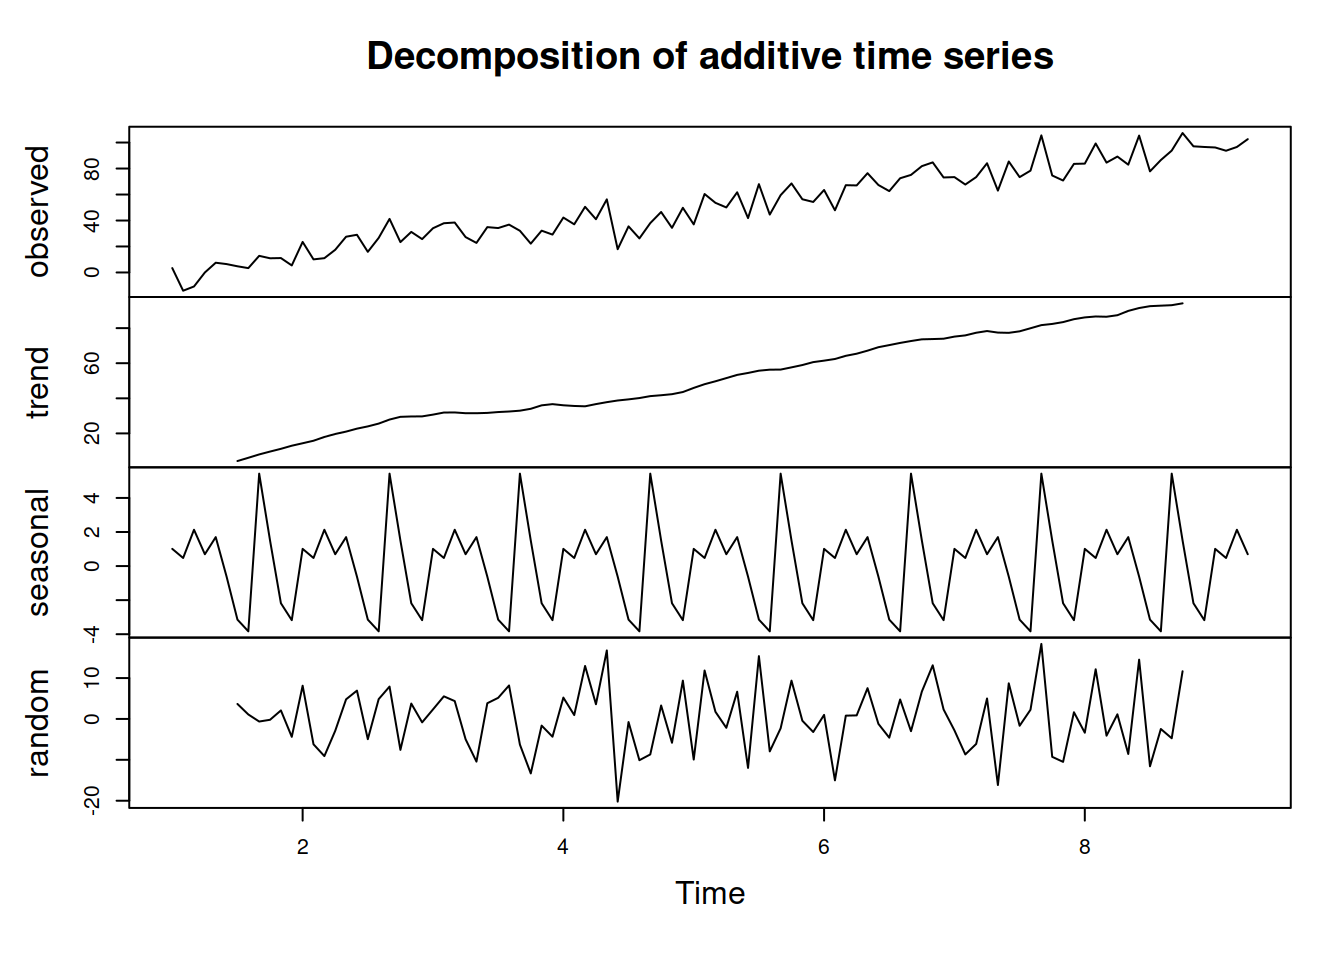 Decomposition of additive time series
observed
0 40 80
trend
20 60
seasonal
-4 0 2 4
random
-20 0 10
2 4 6 8
Time